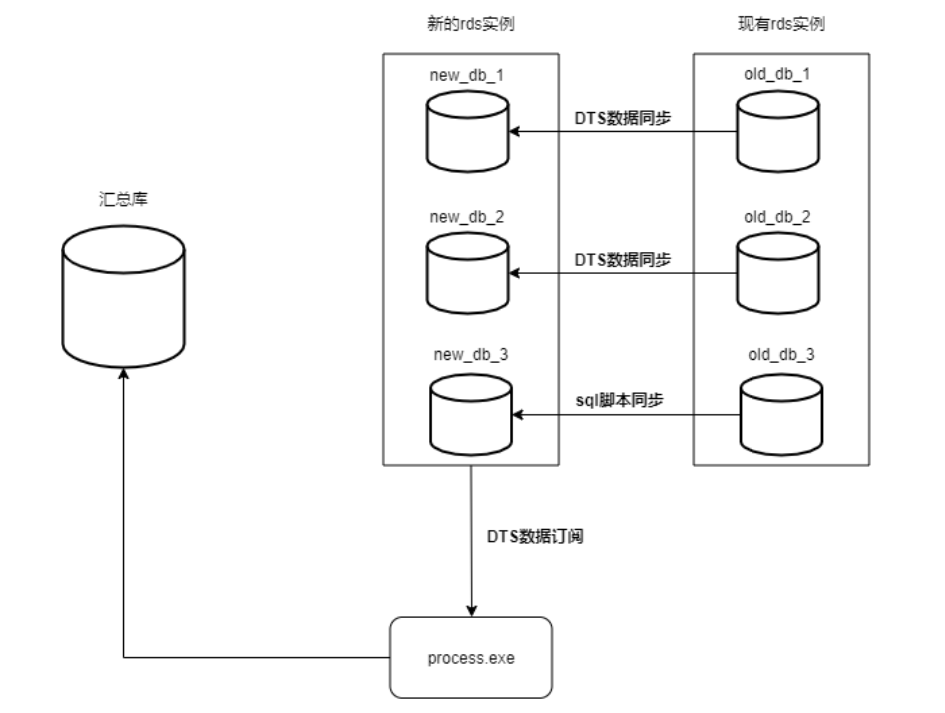 新的rds实例
现有rds实例
new_db_1
old_db_1
DTS数据同步
new_db_2
old_db_2
DTS数据同步
汇总库
new_db_3
old_db_3
sql脚本同步
DTS数据订阅
process.exe